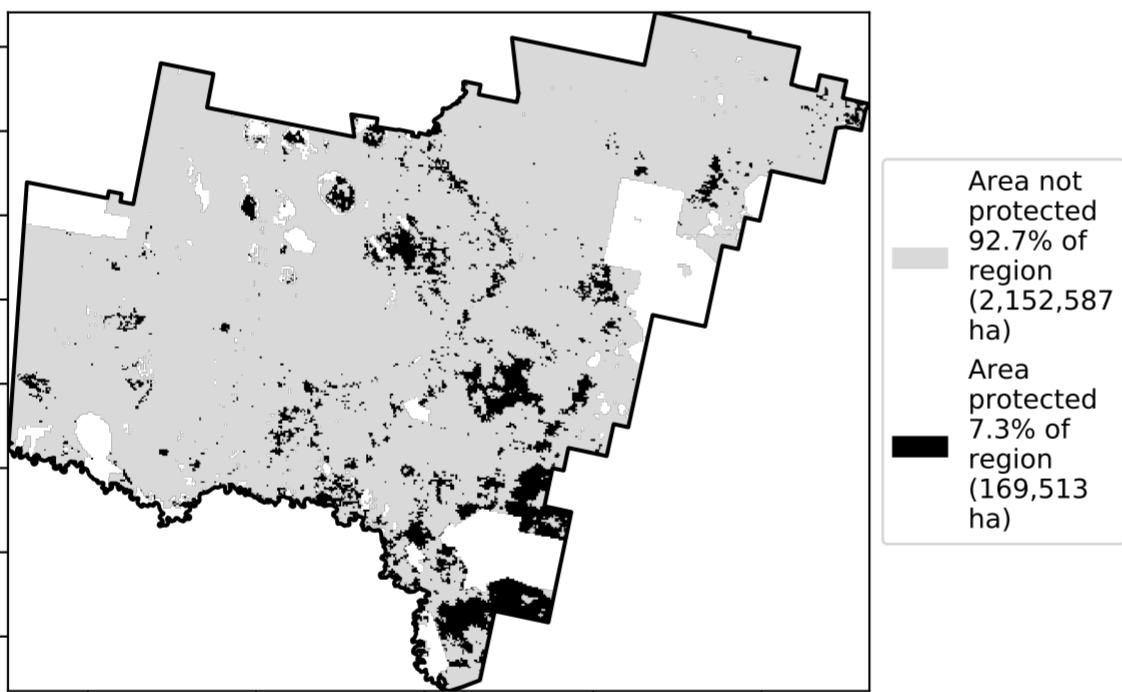 Area not
protected
92.7% of
region
(2,152,587
ha)
Area
protected
7.3% of
region
(169,513
ha)